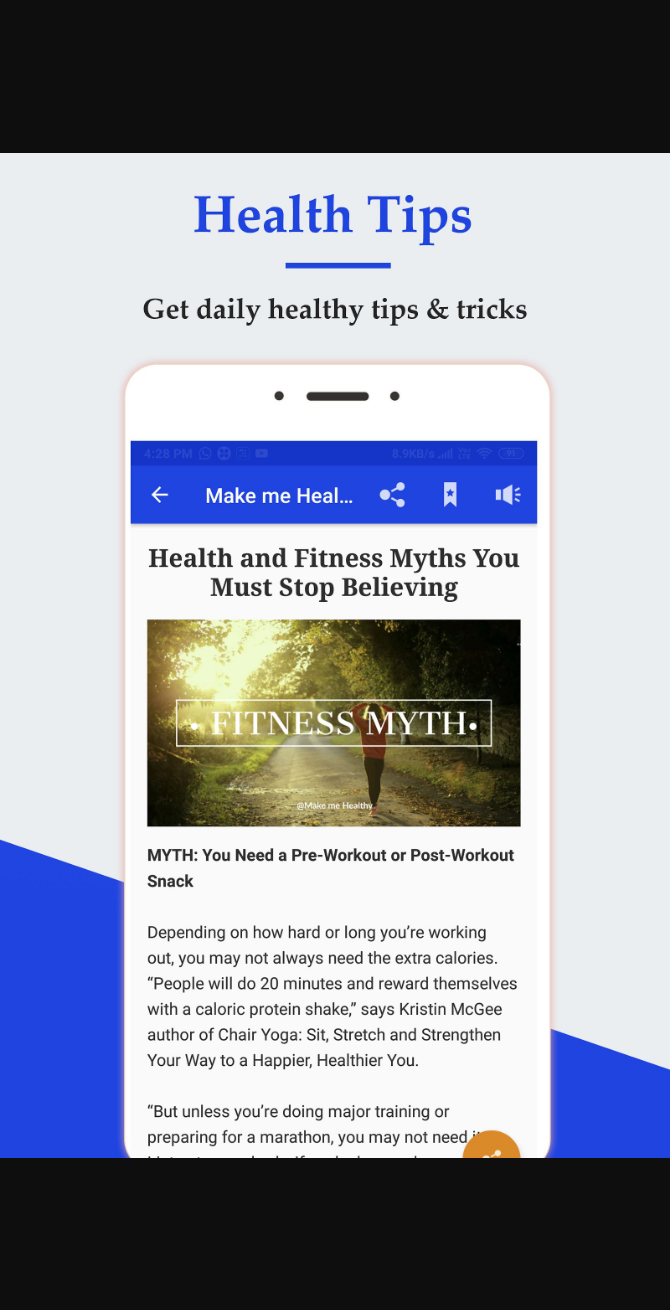 Health Tips
Get daily healthy tips & tricks
4:28 PM
8.9KB/s
Make me Heal...
Health and Fitness Myths You
Must Stop Believing
• FITNESS MYTH•
@Make me Healthy
MYTH: You Need a Pre-Workout or Post-Workout
Snack
Depending on how hard or long you’re working
out, you may not always need the extra calories.
“People will do 20 minutes and reward themselves
with a caloric protein shake,” says Kristin McGee
author of Chair Yoga: Sit, Stretch and Strengthen
Your Way to a Happier, Healthier You.
“But unless you’re doing major training or
preparing for a marathon, you may not need